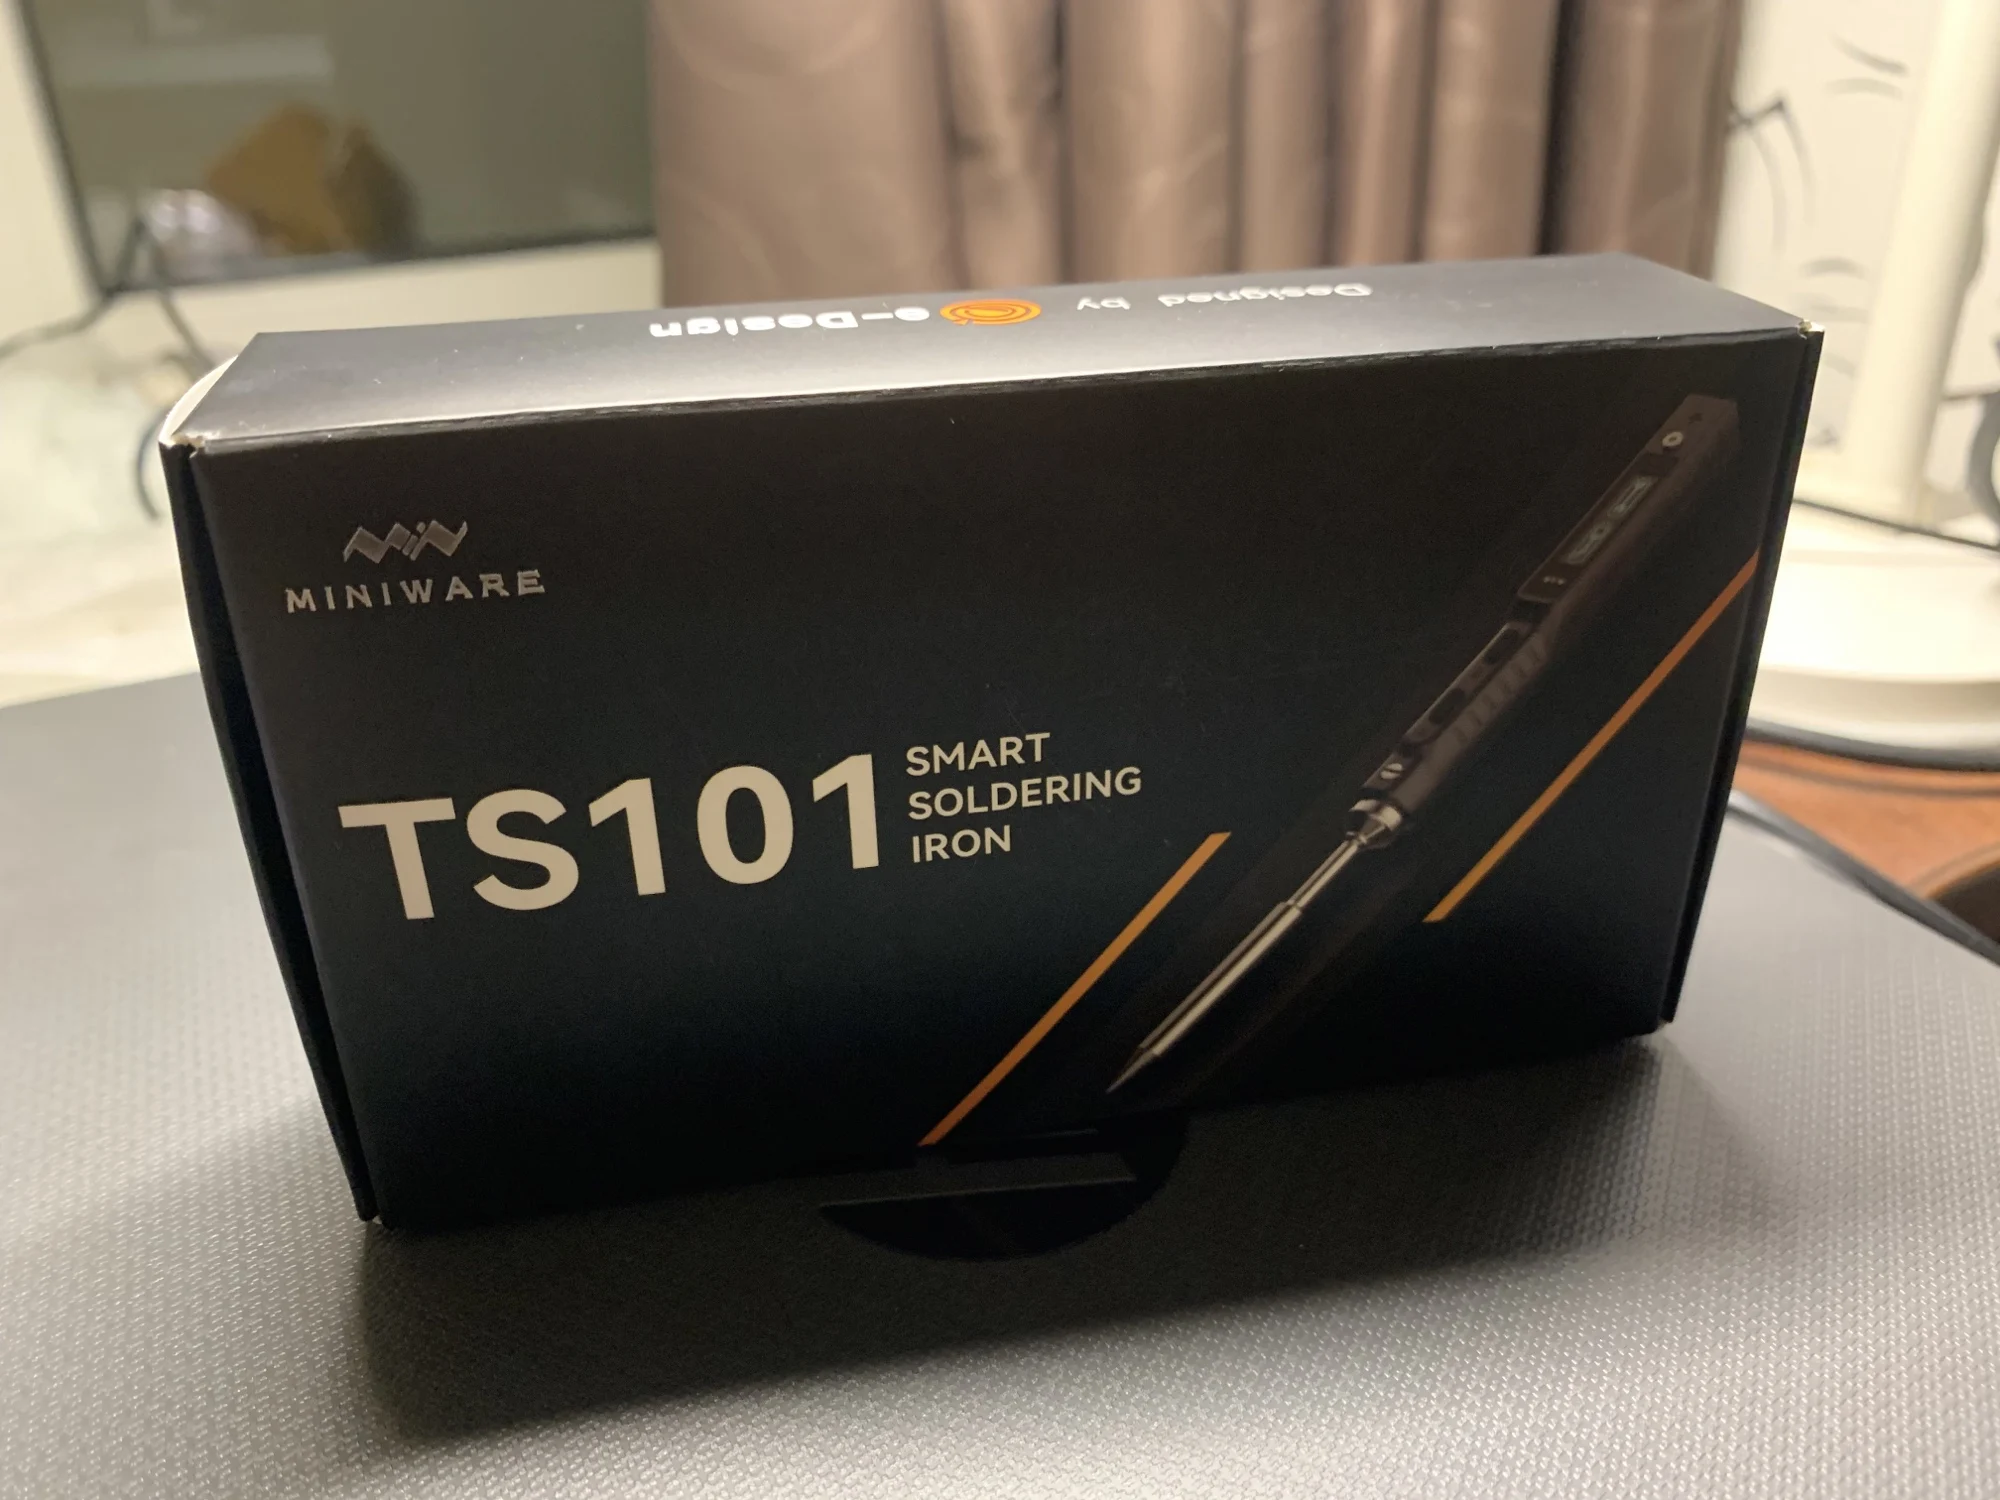 Designed by e-Design
MINIWARE
TS101
SMART
SOLDERING
IRON